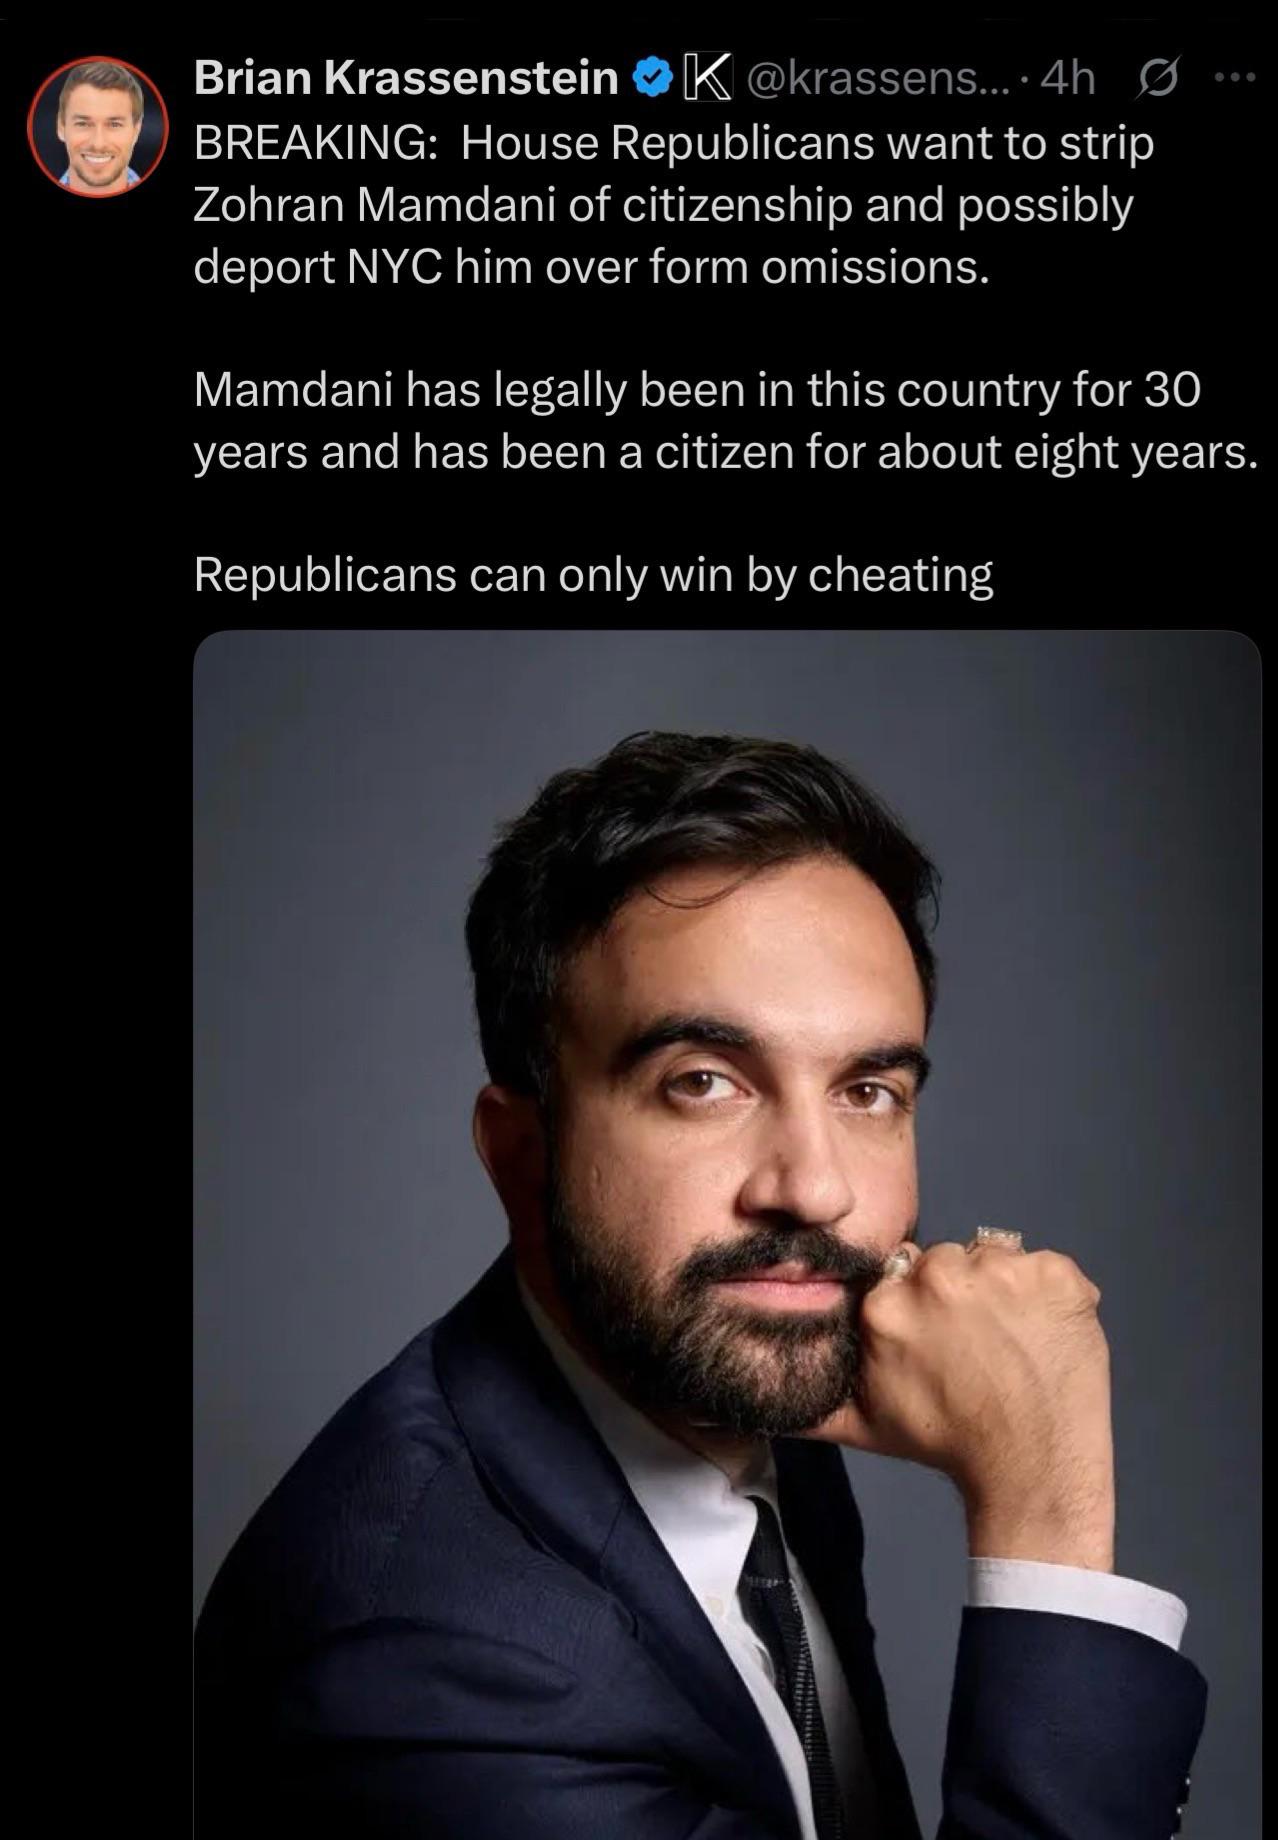 Brian Krassenstein K @krassens... · 4h
BREAKING: House Republicans want to strip
Zohran Mamdani of citizenship and possibly
deport NYC him over form omissions.
Mamdani has legally been in this country for 30
years and has been a citizen for about eight years.
Republicans can only win by cheating